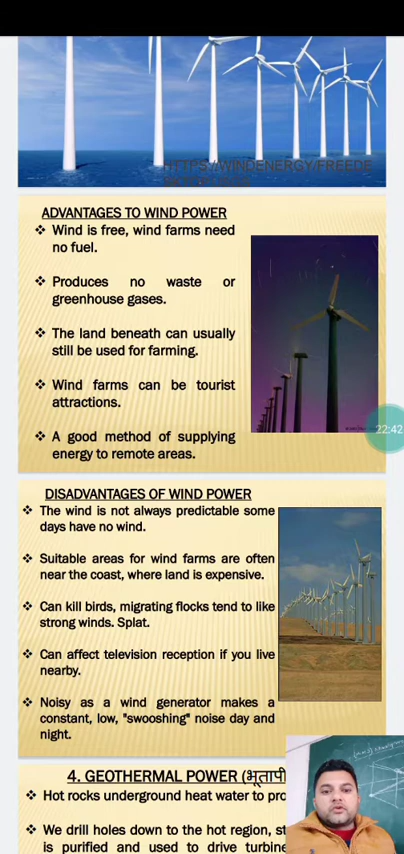 HTTPS://WINDENERGY/FREEDE
ADVANTAGES TO WIND POWER
❖ Wind is free, wind farms need
no fuel.
❖ Produces no waste or
greenhouse gases.
❖ The land beneath can usually
still be used for farming.
❖ Wind farms can be tourist
attractions.
❖ A good method of supplying
energy to remote areas.
22:42
DISADVANTAGES OF WIND POWER
❖ The wind is not always predictable some
days have no wind.
❖ Suitable areas for wind farms are often
near the coast, where land is expensive.
❖ Can kill birds, migrating flocks tend to like
strong winds. Splat.
❖ Can affect television reception if you live
nearby.
❖ Noisy as a wind generator makes a
constant, low, "swooshing" noise day and
night.
4. GEOTHERMAL POWER (भूतापी
❖ Hot rocks underground heat water to pro
❖ We drill holes down to the hot region, st
is purified and used to drive turbine